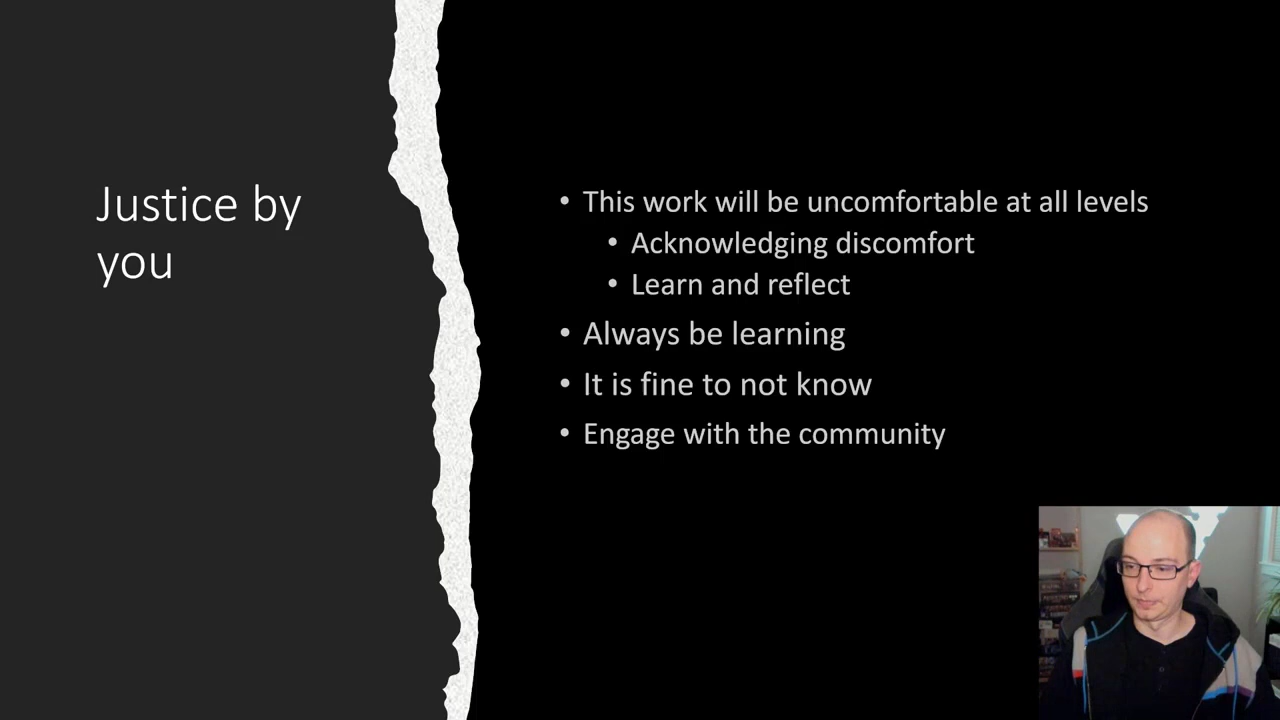 Justice by
you
• This work will be uncomfortable at all levels
• Acknowledging discomfort
• Learn and reflect
• Always be learning
• It is fine to not know
• Engage with the community